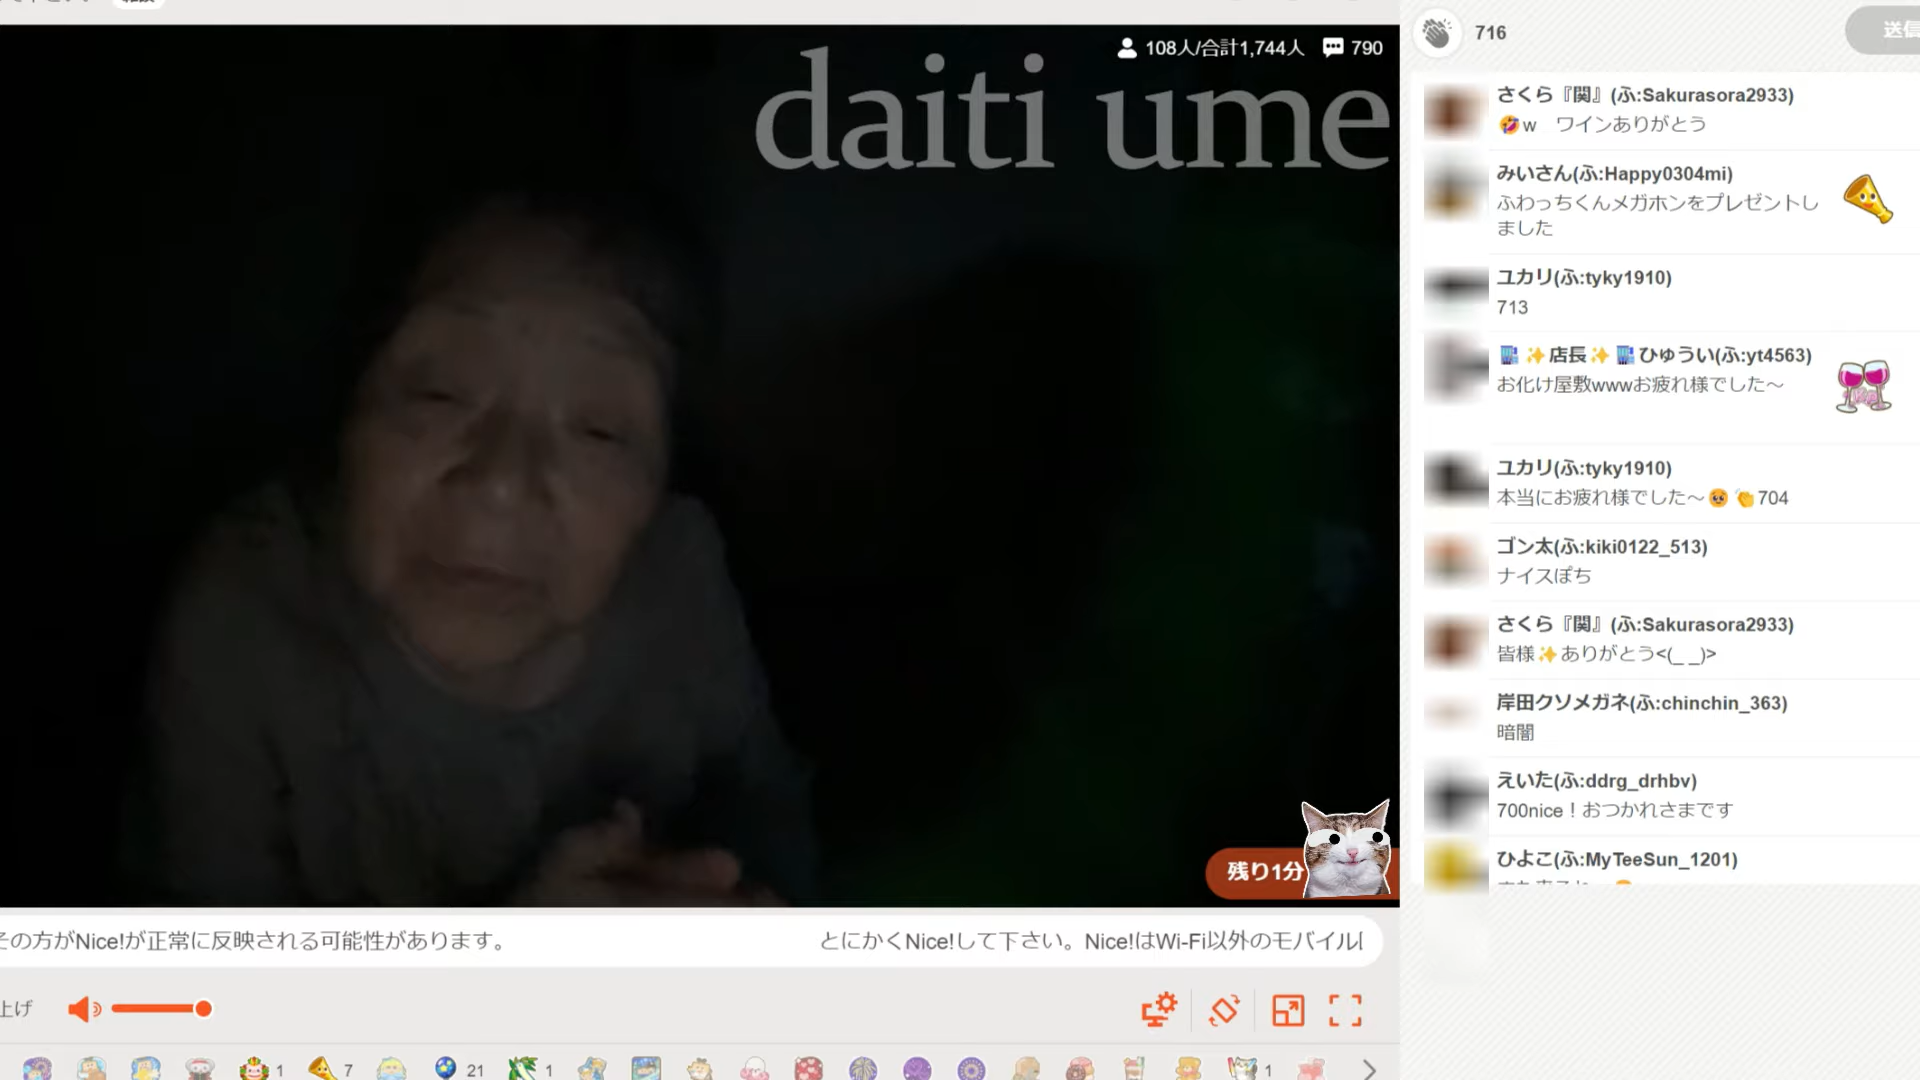 108人/合計1,744人 790
daiti ume
残り1分
716
送信
さくら『関』(ふ:Sakurasora2933)
🤣w ワインありがとう
みいさん(ふ:Happy0304mi)
ふわっちくんメガホンをプレゼントし
ました
ユカリ(ふ:tyky1910)
713
🎰✨店長✨🎰ひゅうい(ふ:yt4563)
お化け屋敷wwwお疲れ様でした〜
ユカリ(ふ:tyky1910)
本当にお疲れ様でした〜🥺👏704
ゴン太(ふ:kiki0122_513)
ナイスぽち
さくら『関』(ふ:Sakurasora2933)
皆様✨ありがとう<(_ _)>
岸田クソメガネ(ふ:chinchin_363)
暗闇
えいた(ふ:ddrg_drhbv)
700nice！おつかれさまです
ひよこ(ふ:MyTeeSun_1201)
その方がNice!が正常に反映される可能性があります。 とにかくNice!して下さい。Nice!はWi-Fi以外のモバイル
上げ
1 7 21 1 1